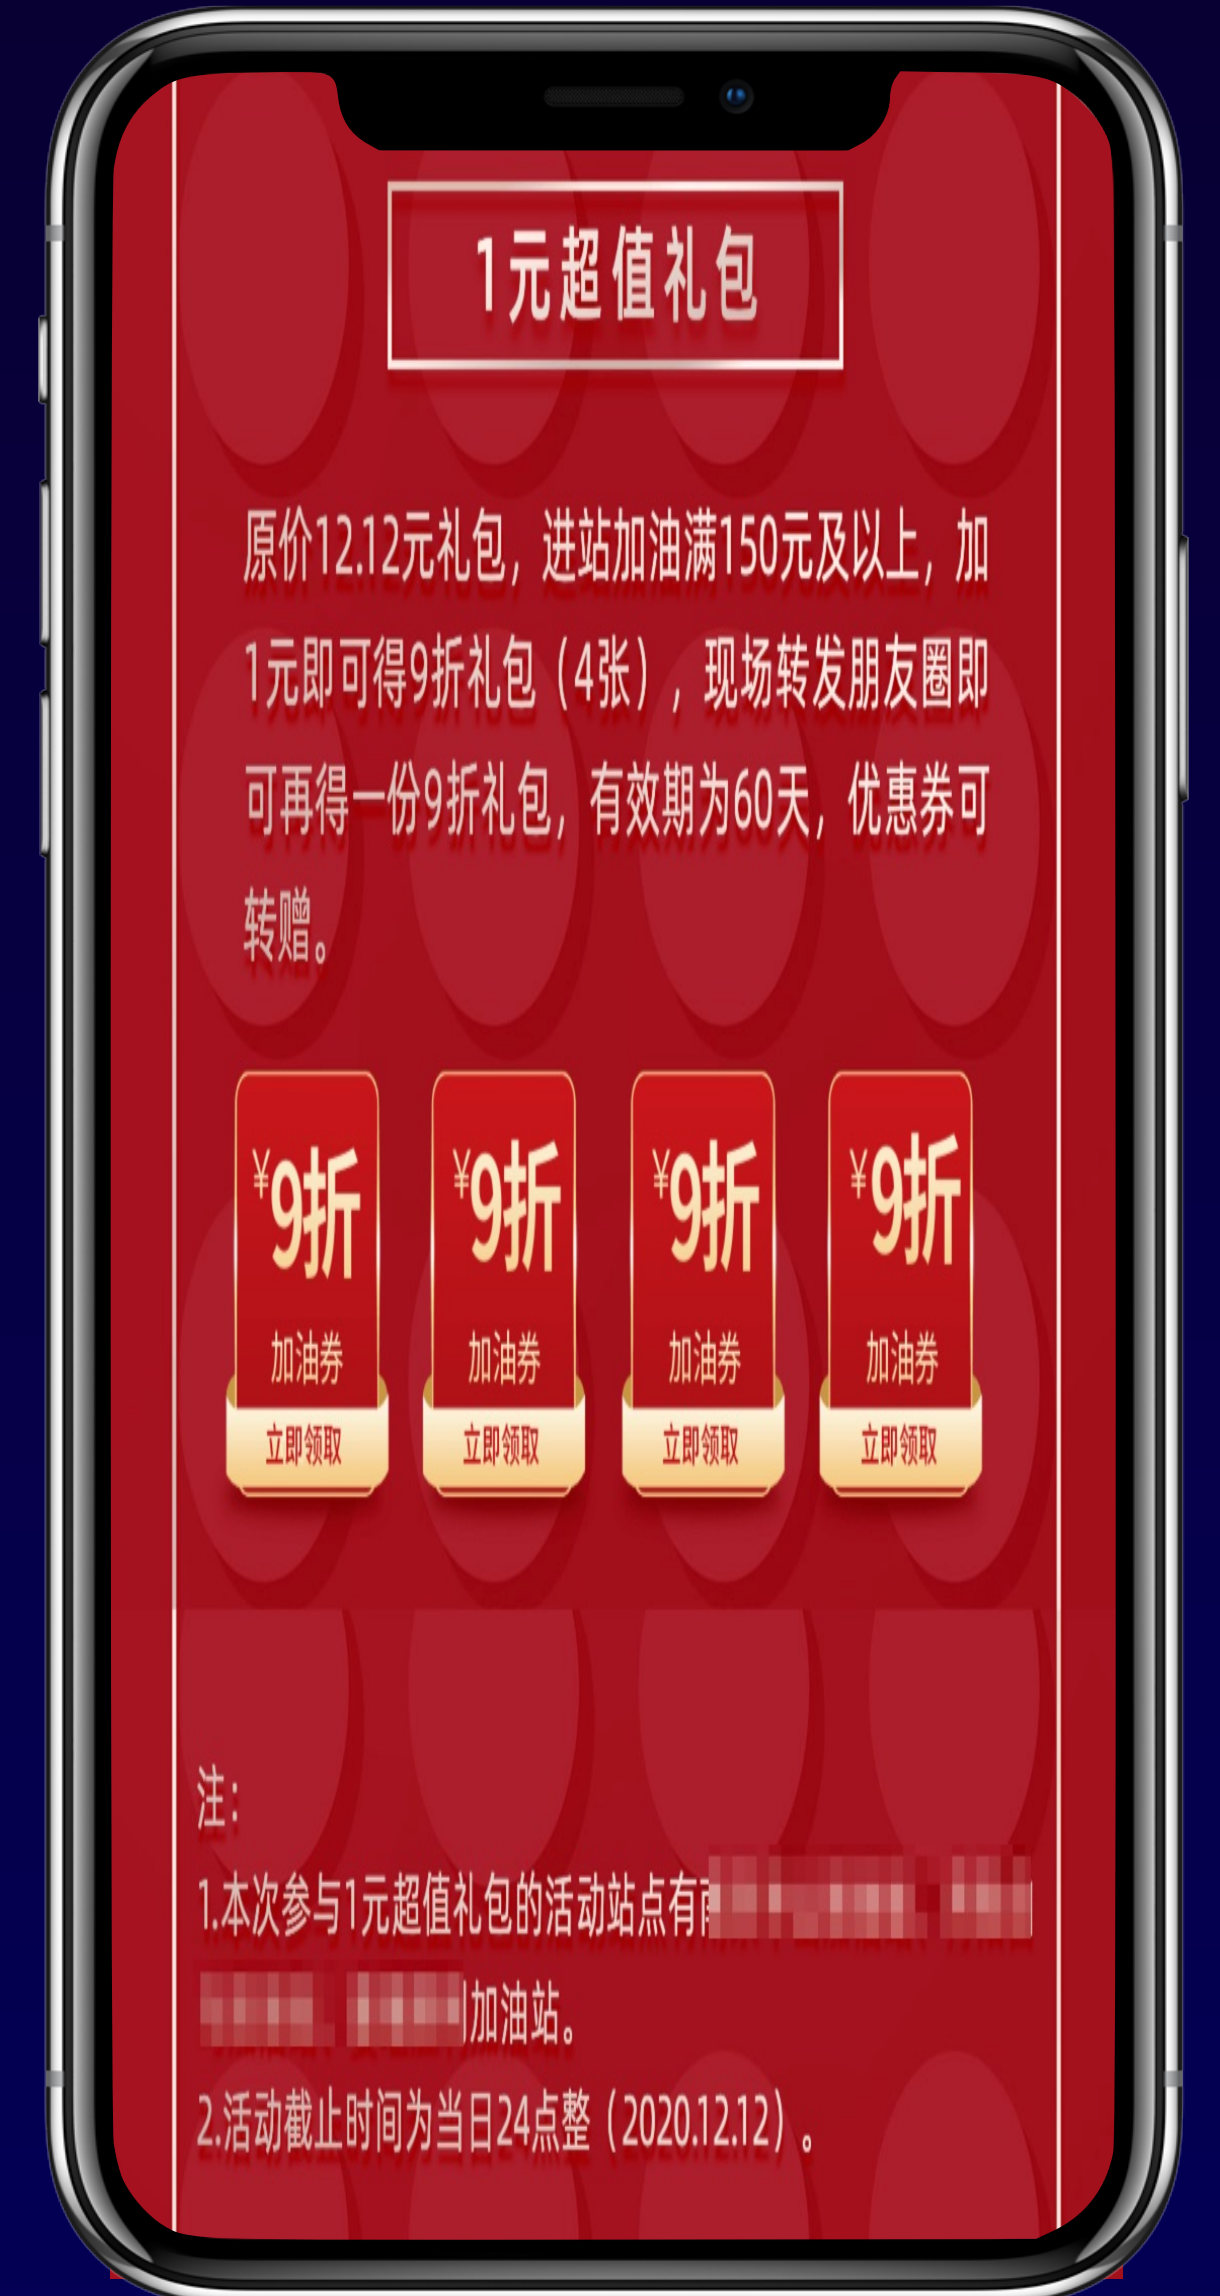 1元超值礼包
原价12.12元礼包，进站加油满150元及以上，加
1元即可得9折礼包（4张），现场转发朋友圈即
可再得一份9折礼包，有效期为60天，优惠券可
转赠。
¥9折 ¥9折 ¥9折 ¥9折
加油券 加油券 加油券 加油券
立即领取 立即领取 立即领取 立即领取
注：
1.本次参与1元超值礼包的活动站点有
加油站。
2.活动截止时间为当日24点整（2020.12.12）。